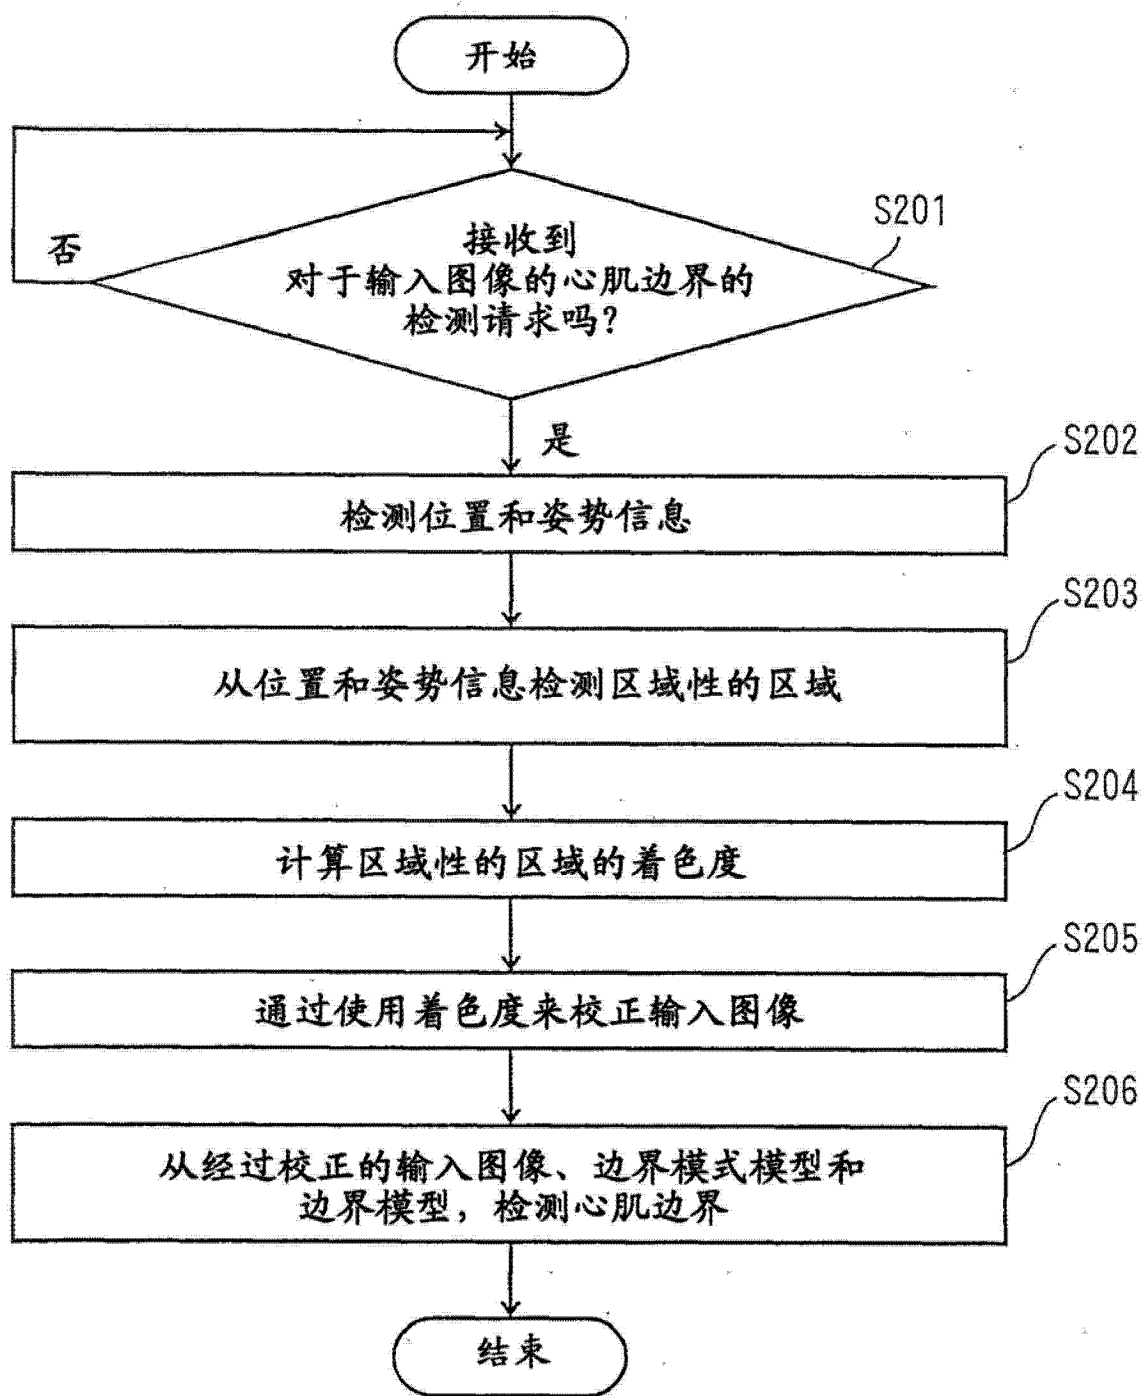 开始
S201
接收到
对于输入图像的心肌边界的
检测请求吗?
否
是
S202
检测位置和姿势信息
S203
从位置和姿势信息检测区域性的区域
S204
计算区域性的区域的着色度
S205
通过使用着色度来校正输入图像
S206
从经过校正的输入图像、边界模式模型和
边界模型，检测心肌边界
结束